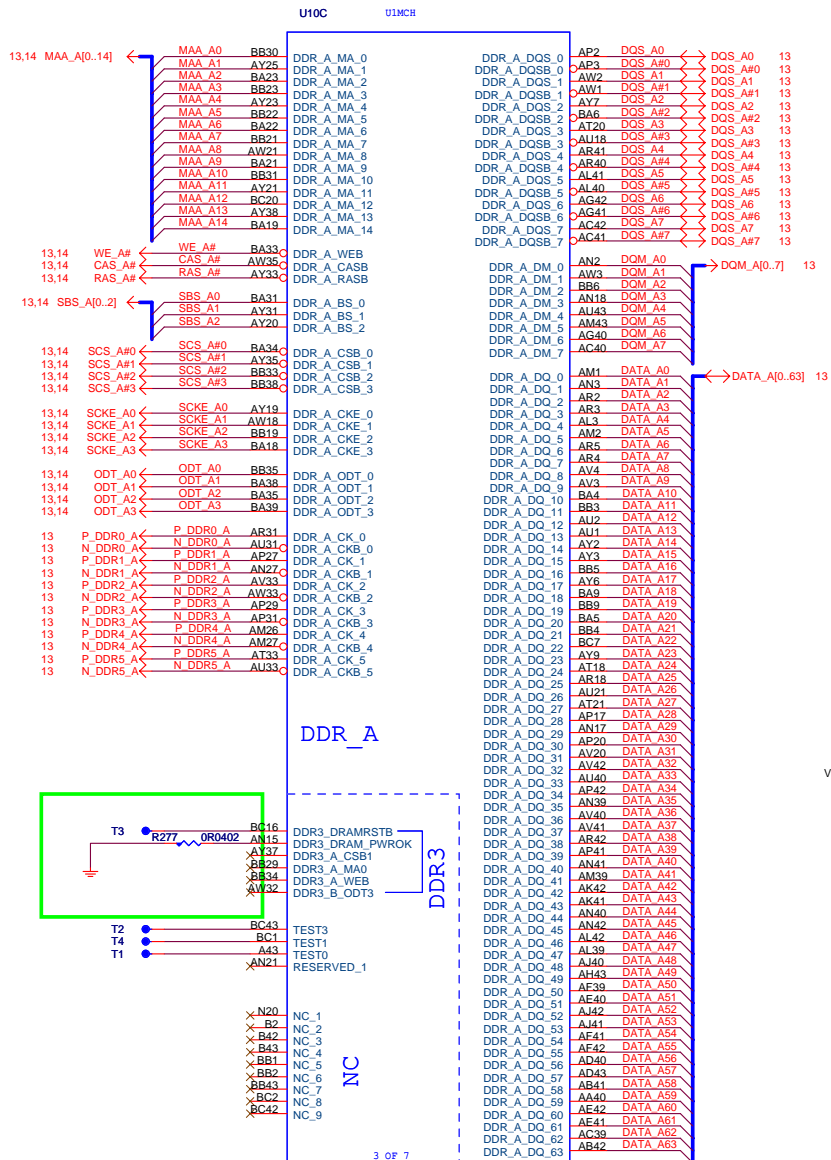 U10C U1MCH
13,14 MAA_A[0..14]
MAA_A0 BB30 DDR_A_MA_0
MAA_A1 AY25 DDR_A_MA_1
MAA_A2 BA23 DDR_A_MA_2
MAA_A3 BB23 DDR_A_MA_3
MAA_A4 AY23 DDR_A_MA_4
MAA_A5 BB22 DDR_A_MA_5
MAA_A6 BA22 DDR_A_MA_6
MAA_A7 BB21 DDR_A_MA_7
MAA_A8 AW21 DDR_A_MA_8
MAA_A9 BA21 DDR_A_MA_9
MAA_A10 BB31 DDR_A_MA_10
MAA_A11 AY21 DDR_A_MA_11
MAA_A12 BC20 DDR_A_MA_12
MAA_A13 AY38 DDR_A_MA_13
MAA_A14 BA19 DDR_A_MA_14
13,14 WE_A# WE_A# BA33 DDR_A_WEB
13,14 CAS_A# CAS_A# AW35 DDR_A_CASB
13,14 RAS_A# RAS_A# AY33 DDR_A_RASB
13,14 SBS_A[0..2]
SBS_A0 BA31 DDR_A_BS_0
SBS_A1 AY31 DDR_A_BS_1
SBS_A2 AY20 DDR_A_BS_2
13,14 SCS_A#0 SCS_A#0 BA34 DDR_A_CSB_0
13,14 SCS_A#1 SCS_A#1 AY35 DDR_A_CSB_1
13,14 SCS_A#2 SCS_A#2 BB33 DDR_A_CSB_2
13,14 SCS_A#3 SCS_A#3 BB38 DDR_A_CSB_3
13,14 SCKE_A0 SCKE_A0 AY19 DDR_A_CKE_0
13,14 SCKE_A1 SCKE_A1 AW18 DDR_A_CKE_1
13,14 SCKE_A2 SCKE_A2 BB19 DDR_A_CKE_2
13,14 SCKE_A3 SCKE_A3 BA18 DDR_A_CKE_3
13,14 ODT_A0 ODT_A0 BB35 DDR_A_ODT_0
13,14 ODT_A1 ODT_A1 BA38 DDR_A_ODT_1
13,14 ODT_A2 ODT_A2 BA35 DDR_A_ODT_2
13,14 ODT_A3 ODT_A3 BA39 DDR_A_ODT_3
13 P_DDR0_A P_DDR0_A AR31 DDR_A_CK_0
13 N_DDR0_A N_DDR0_A AU31 DDR_A_CKB_0
13 P_DDR1_A P_DDR1_A AP27 DDR_A_CK_1
13 N_DDR1_A N_DDR1_A AN27 DDR_A_CKB_1
13 P_DDR2_A P_DDR2_A AV33 DDR_A_CK_2
13 N_DDR2_A N_DDR2_A AW33 DDR_A_CKB_2
13 P_DDR3_A P_DDR3_A AP29 DDR_A_CK_3
13 N_DDR3_A N_DDR3_A AP31 DDR_A_CKB_3
13 P_DDR4_A P_DDR4_A AM26 DDR_A_CK_4
13 N_DDR4_A N_DDR4_A AM27 DDR_A_CKB_4
13 P_DDR5_A P_DDR5_A AT33 DDR_A_CK_5
13 N_DDR5_A N_DDR5_A AU33 DDR_A_CKB_5
DDR_A
T3 BC16 DDR3_DRAMRSTB
R277 0R0402 AN15 DDR3_DRAM_PWROK
AY37 DDR3_A_CSB1
BB29 DDR3_A_MA0
BB34 DDR3_A_WEB
AW32 DDR3_B_ODT3
DDR3
T2 BC43 TEST3
T4 BC1 TEST1
T1 A43 TEST0
AN21 RESERVED_1
N20 NC_1
B2 NC_2
B42 NC_3
B43 NC_4
BB1 NC_5
BB2 NC_6
BB43 NC_7
BC2 NC_8
BC42 NC_9
NC
3 OF 7
DDR_A_DQS_0 AP2 DQS_A0 DQS_A0 13
DDR_A_DQSB_0 AP3 DQS_A#0 DQS_A#0 13
DDR_A_DQS_1 AW2 DQS_A1 DQS_A1 13
DDR_A_DQSB_1 AW1 DQS_A#1 DQS_A#1 13
DDR_A_DQS_2 AY7 DQS_A2 DQS_A2 13
DDR_A_DQSB_2 BA6 DQS_A#2 DQS_A#2 13
DDR_A_DQS_3 AT20 DQS_A3 DQS_A3 13
DDR_A_DQSB_3 AU18 DQS_A#3 DQS_A#3 13
DDR_A_DQS_4 AR41 DQS_A4 DQS_A4 13
DDR_A_DQSB_4 AR40 DQS_A#4 DQS_A#4 13
DDR_A_DQS_5 AL41 DQS_A5 DQS_A5 13
DDR_A_DQSB_5 AL40 DQS_A#5 DQS_A#5 13
DDR_A_DQS_6 AG42 DQS_A6 DQS_A6 13
DDR_A_DQSB_6 AG41 DQS_A#6 DQS_A#6 13
DDR_A_DQS_7 AC42 DQS_A7 DQS_A7 13
DDR_A_DQSB_7 AC41 DQS_A#7 DQS_A#7 13
DQM_A[0..7] 13
DDR_A_DM_0 AN2 DQM_A0
DDR_A_DM_1 AW3 DQM_A1
DDR_A_DM_2 BB6 DQM_A2
DDR_A_DM_3 AN18 DQM_A3
DDR_A_DM_4 AU43 DQM_A4
DDR_A_DM_5 AM43 DQM_A5
DDR_A_DM_6 AG40 DQM_A6
DDR_A_DM_7 AC40 DQM_A7
DATA_A[0..63] 13
DDR_A_DQ_0 AM1 DATA_A0
DDR_A_DQ_1 AN3 DATA_A1
DDR_A_DQ_2 AR2 DATA_A2
DDR_A_DQ_3 AR3 DATA_A3
DDR_A_DQ_4 AL3 DATA_A4
DDR_A_DQ_5 AM2 DATA_A5
DDR_A_DQ_6 AR5 DATA_A6
DDR_A_DQ_7 AR4 DATA_A7
DDR_A_DQ_8 AV4 DATA_A8
DDR_A_DQ_9 AV3 DATA_A9
DDR_A_DQ_10 BA4 DATA_A10
DDR_A_DQ_11 BB3 DATA_A11
DDR_A_DQ_12 AU2 DATA_A12
DDR_A_DQ_13 AU1 DATA_A13
DDR_A_DQ_14 AY2 DATA_A14
DDR_A_DQ_15 AY3 DATA_A15
DDR_A_DQ_16 BB5 DATA_A16
DDR_A_DQ_17 AY6 DATA_A17
DDR_A_DQ_18 BA9 DATA_A18
DDR_A_DQ_19 BB9 DATA_A19
DDR_A_DQ_20 BA5 DATA_A20
DDR_A_DQ_21 BB4 DATA_A21
DDR_A_DQ_22 BC7 DATA_A22
DDR_A_DQ_23 AY9 DATA_A23
DDR_A_DQ_24 AT18 DATA_A24
DDR_A_DQ_25 AR18 DATA_A25
DDR_A_DQ_26 AU21 DATA_A26
DDR_A_DQ_27 AT21 DATA_A27
DDR_A_DQ_28 AP17 DATA_A28
DDR_A_DQ_29 AN17 DATA_A29
DDR_A_DQ_30 AP20 DATA_A30
DDR_A_DQ_31 AV20 DATA_A31
DDR_A_DQ_32 AV42 DATA_A32
DDR_A_DQ_33 AU40 DATA_A33
DDR_A_DQ_34 AP42 DATA_A34
DDR_A_DQ_35 AN39 DATA_A35
DDR_A_DQ_36 AV40 DATA_A36
DDR_A_DQ_37 AV41 DATA_A37
DDR_A_DQ_38 AR42 DATA_A38
DDR_A_DQ_39 AP41 DATA_A39
DDR_A_DQ_40 AN41 DATA_A40
DDR_A_DQ_41 AM39 DATA_A41
DDR_A_DQ_42 AK42 DATA_A42
DDR_A_DQ_43 AK41 DATA_A43
DDR_A_DQ_44 AN40 DATA_A44
DDR_A_DQ_45 AN42 DATA_A45
DDR_A_DQ_46 AL42 DATA_A46
DDR_A_DQ_47 AL39 DATA_A47
DDR_A_DQ_48 AJ40 DATA_A48
DDR_A_DQ_49 AH43 DATA_A49
DDR_A_DQ_50 AF39 DATA_A50
DDR_A_DQ_51 AE40 DATA_A51
DDR_A_DQ_52 AJ42 DATA_A52
DDR_A_DQ_53 AJ41 DATA_A53
DDR_A_DQ_54 AF41 DATA_A54
DDR_A_DQ_55 AF42 DATA_A55
DDR_A_DQ_56 AD40 DATA_A56
DDR_A_DQ_57 AD43 DATA_A57
DDR_A_DQ_58 AB41 DATA_A58
DDR_A_DQ_59 AA40 DATA_A59
DDR_A_DQ_60 AE42 DATA_A60
DDR_A_DQ_61 AE41 DATA_A61
DDR_A_DQ_62 AC39 DATA_A62
DDR_A_DQ_63 AB42 DATA_A63
V